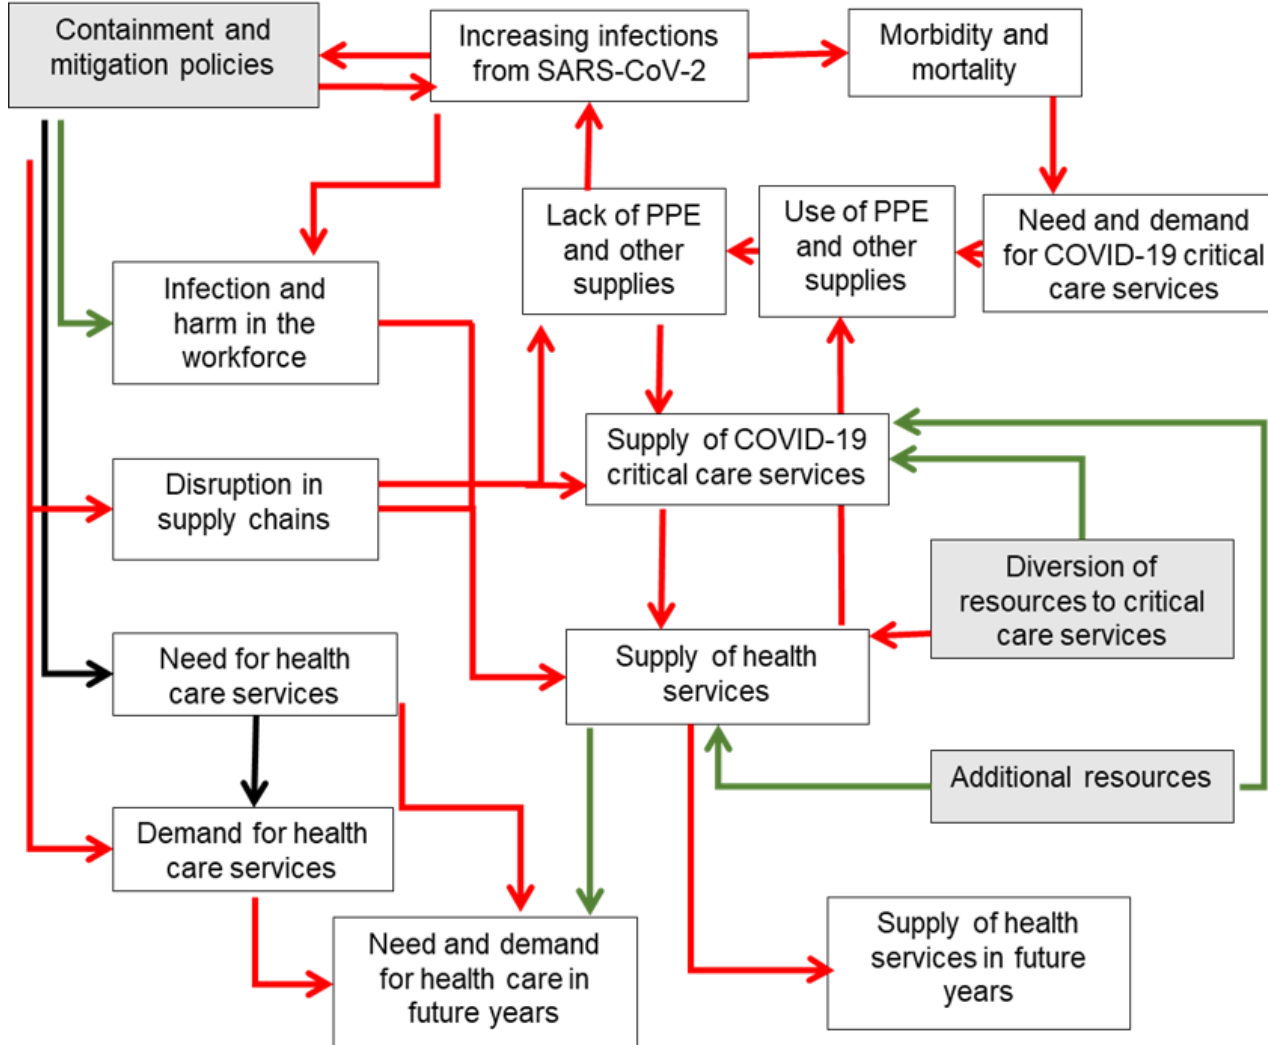 Containment and
mitigation policies
Increasing infections
from SARS-CoV-2
Morbidity and
mortality
Lack of PPE
and other
supplies
Use of PPE
and other
supplies
Need and demand
for COVID-19 critical
care services
Infection and
harm in the
workforce
Supply of COVID-19
critical care services
Disruption in
supply chains
Diversion of
resources to critical
care services
Need for health
care services
Supply of health
services
Additional resources
Demand for health
care services
Need and demand
for health care in
future years
Supply of health
services in future
years